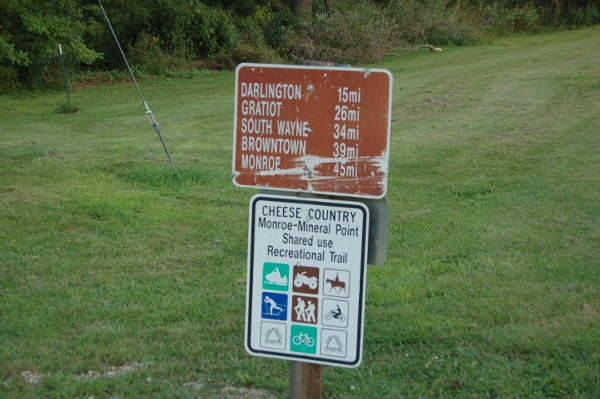 DARLINGTON 15mi
GRATIOT 26mi
SOUTH WAYNE 34mi
BROWNTOWN 39mi
MONROE 45mi
CHEESE COUNTRY
Monroe-Mineral Point
Shared use
Recreational Trail